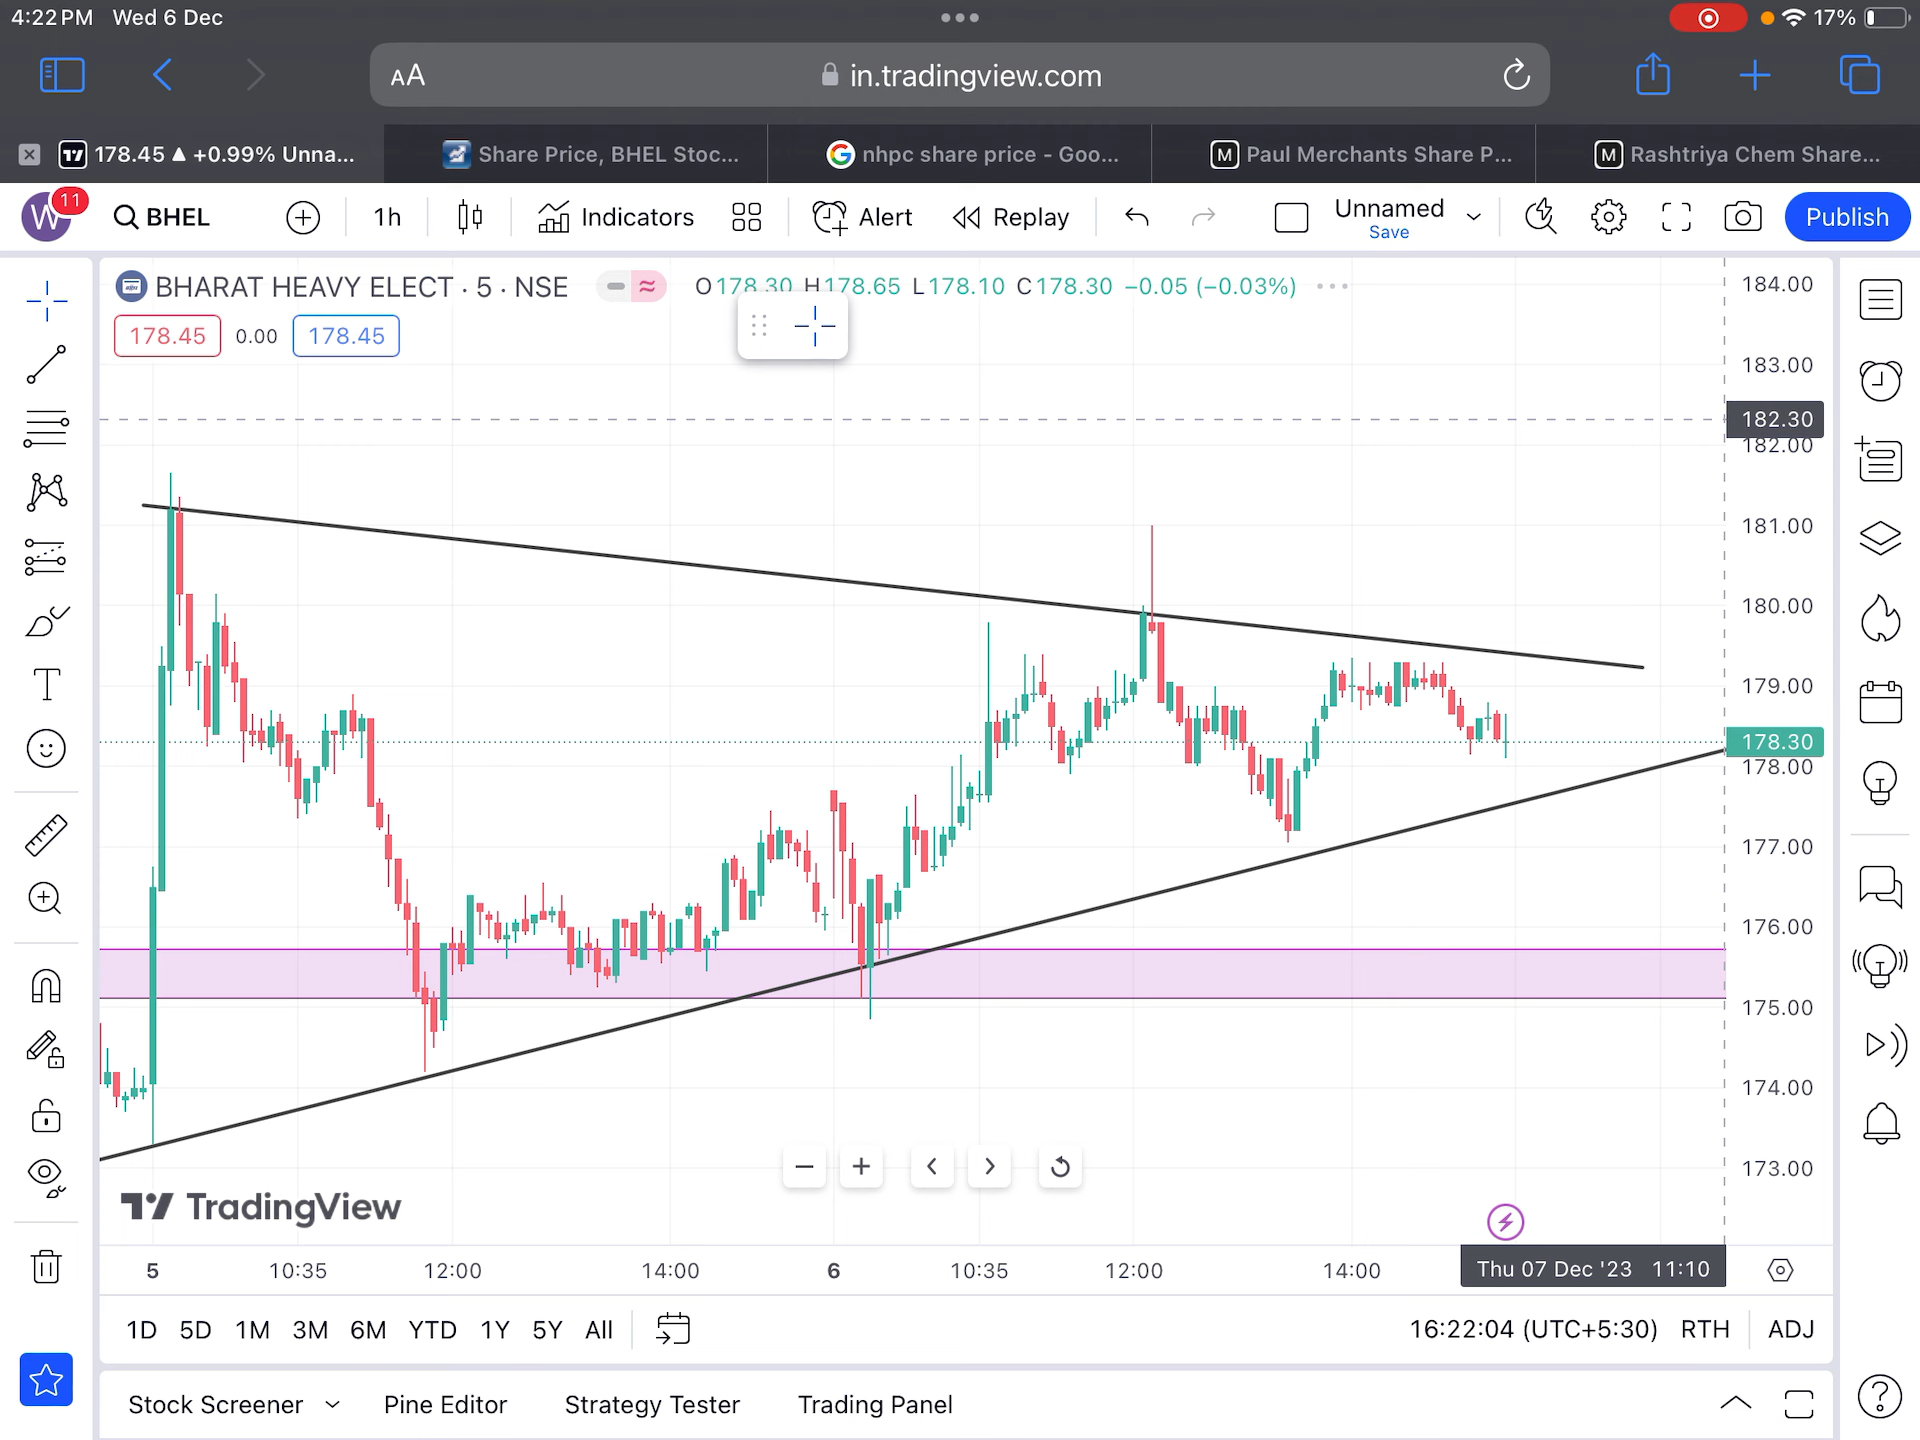 4:22 PM Wed 6 Dec
17%
AA
in.tradingview.com
178.45 ▲ +0.99% Unna...
Share Price, BHEL Stoc...
nhpc share price - Goo...
Paul Merchants Share P...
Rashtriya Chem Share...
W 11
BHEL
1h
Indicators
Alert
Replay
Unnamed
Save
Publish
BHARAT HEAVY ELECT · 5 · NSE
O178.30 H178.65 L178.10 C178.30 −0.05 (−0.03%)
178.45 0.00 178.45
184.00
183.00
182.30
182.00
181.00
180.00
179.00
178.30
178.00
177.00
176.00
175.00
174.00
173.00
TradingView
5 10:35 12:00 14:00 6 10:35 12:00 14:00 Thu 07 Dec '23 11:10
1D 5D 1M 3M 6M YTD 1Y 5Y All
16:22:04 (UTC+5:30) RTH ADJ
Stock Screener Pine Editor Strategy Tester Trading Panel